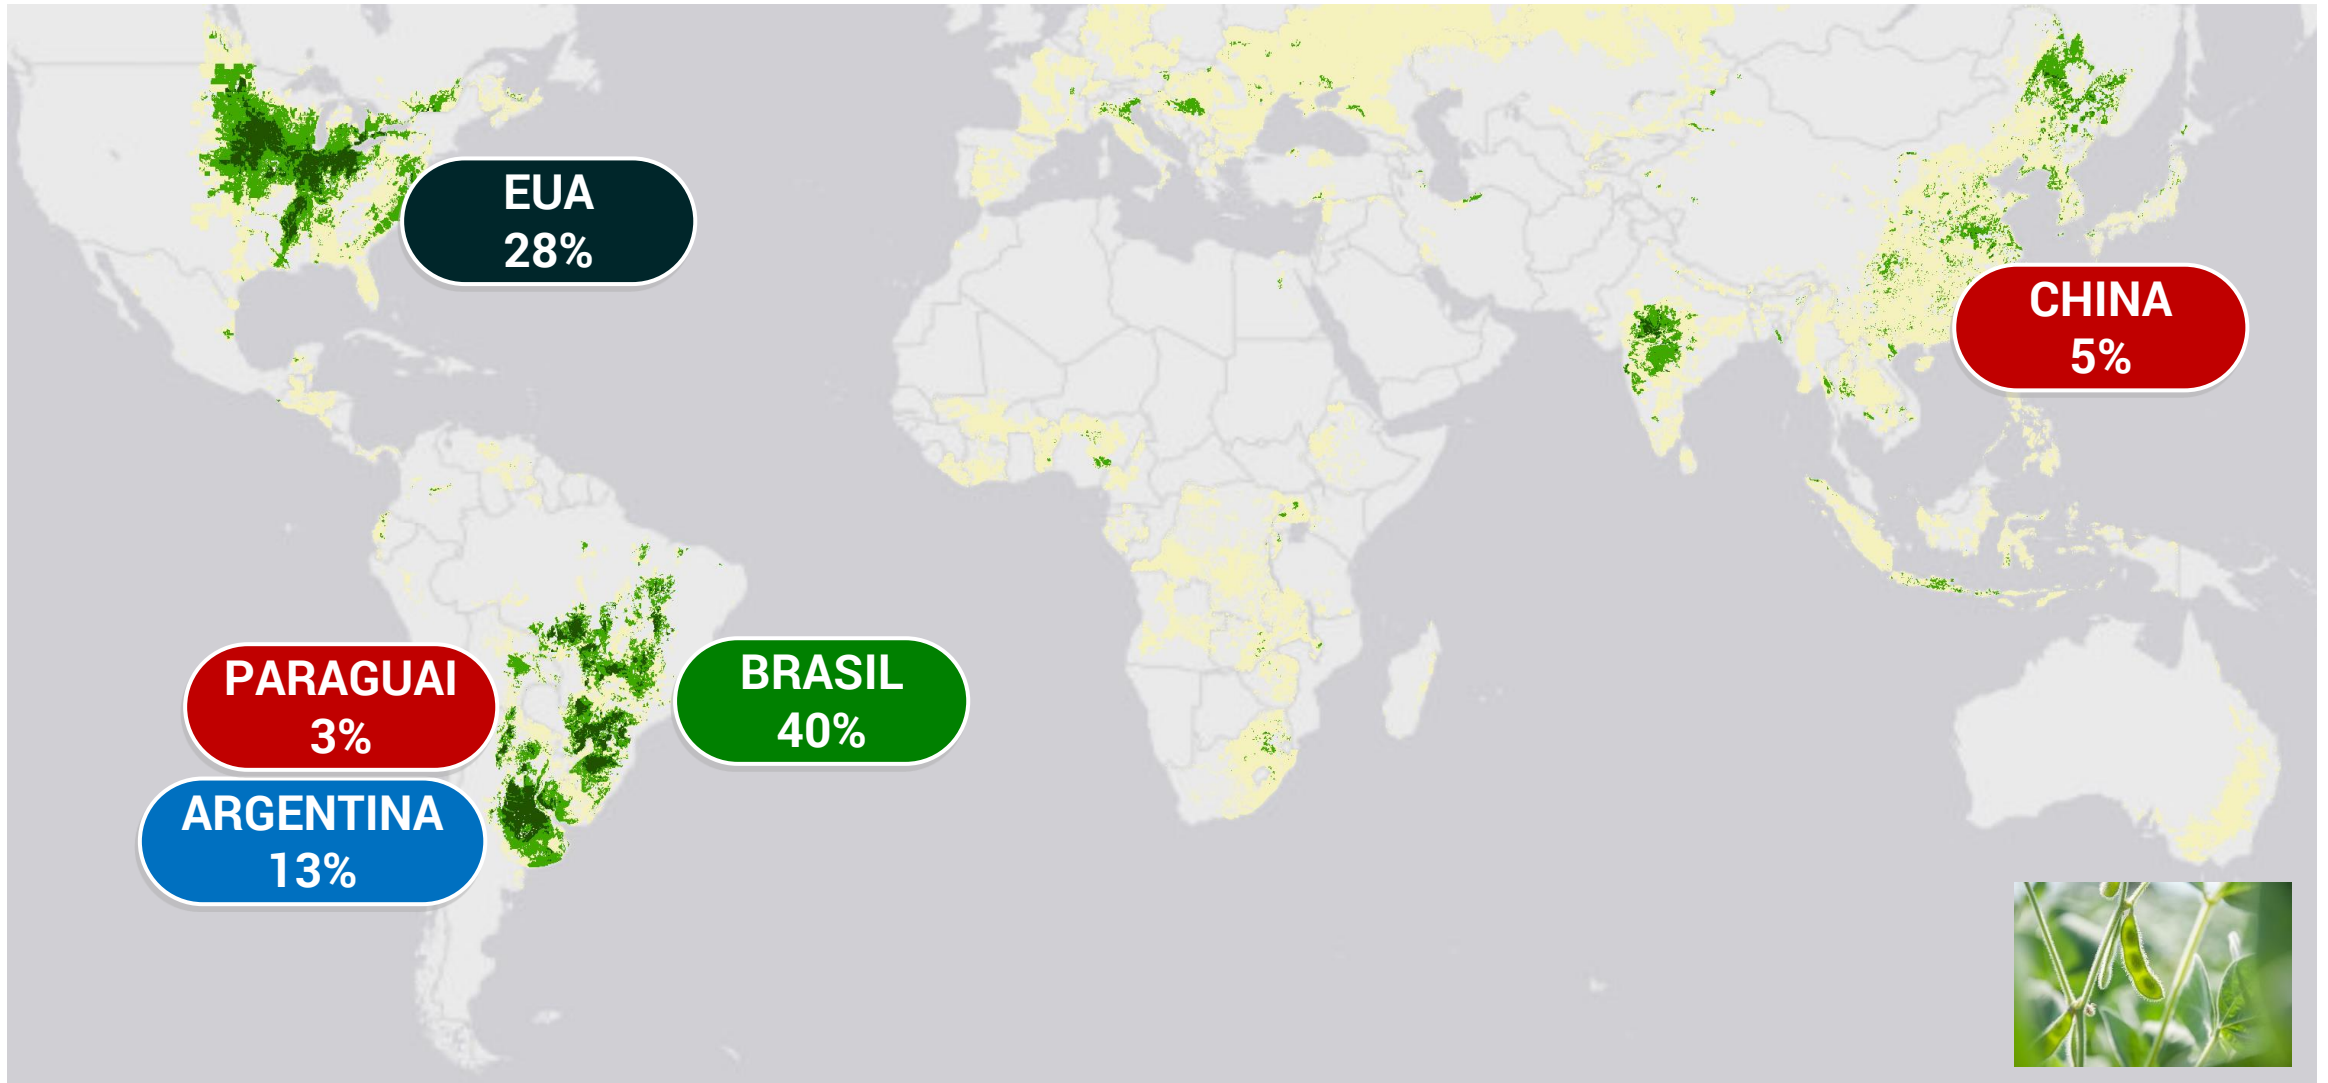 EUA
28%
CHINA
5%
PARAGUAI
3%
BRASIL
40%
ARGENTINA
13%